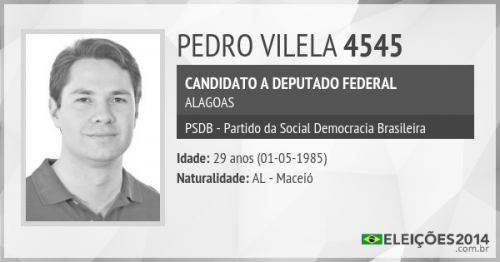 PEDRO VILELA 4545
CANDIDATO A DEPUTADO FEDERAL
ALAGOAS
PSDB - Partido da Social Democracia Brasileira
Idade: 29 anos (01-05-1985)
Naturalidade: AL - Maceió
ELEIÇÕES2014
.com.br